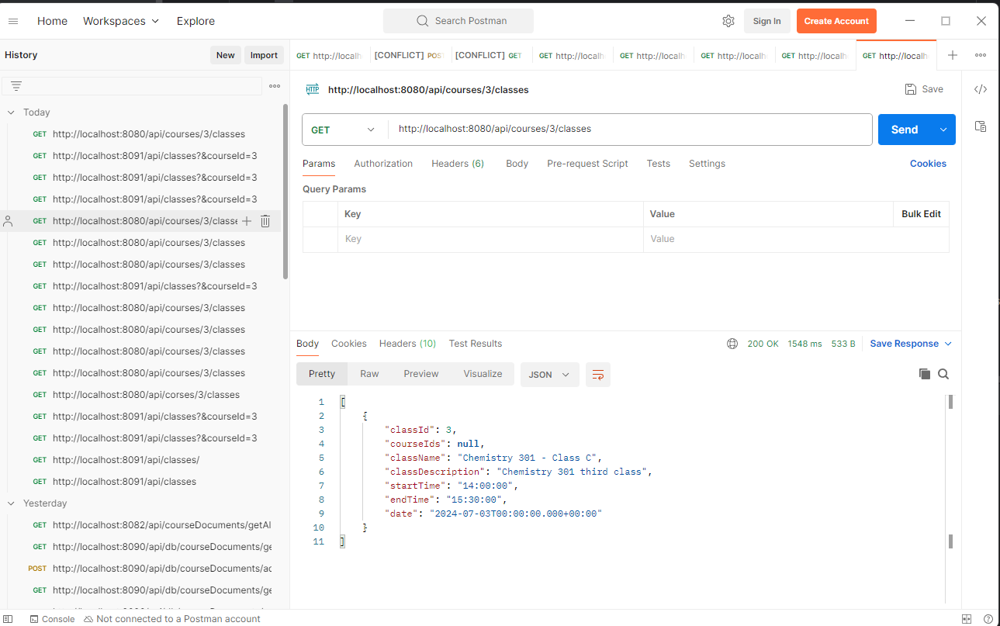 Home Workspaces Explore Search Postman Sign In Create Account
History New Import
GET http://localh [CONFLICT] POST [CONFLICT] GET GET http://localh GET http://localh GET http://localh GET http://localh GET http://localh
HTTP http://localhost:8080/api/courses/3/classes Save
GET http://localhost:8080/api/courses/3/classes Send
Params Authorization Headers (6) Body Pre-request Script Tests Settings Cookies
Query Params
Key Value Bulk Edit
Key Value
Today
GET http://localhost:8080/api/courses/3/classes
GET http://localhost:8091/api/classes?&courseId=3
GET http://localhost:8091/api/classes?&courseId=3
GET http://localhost:8091/api/classes?&courseId=3
GET http://localhost:8080/api/courses/3/classe
GET http://localhost:8080/api/courses/3/classes
GET http://localhost:8080/api/courses/3/classes
GET http://localhost:8091/api/classes?&courseId=3
GET http://localhost:8080/api/courses/3/classes
GET http://localhost:8080/api/courses/3/classes
GET http://localhost:8080/api/courses/3/classes
GET http://localhost:8080/api/courses/3/classes
GET http://localhost:8080/api/corses/3/classes
GET http://localhost:8091/api/classes?&courseId=3
GET http://localhost:8091/api/classes?&courseId=3
GET http://localhost:8091/api/classes/
GET http://localhost:8091/api/classes
Yesterday
GET http://localhost:8082/api/courseDocuments/getAl
GET http://localhost:8090/api/db/courseDocuments/ge
POST http://localhost:8090/api/db/courseDocuments/ac
GET http://localhost:8090/api/db/courseDocuments/ge
Body Cookies Headers (10) Test Results 200 OK 1548 ms 533 B Save Response
Pretty Raw Preview Visualize JSON
1 [
2 {
3 "classId": 3,
4 "courseIds": null,
5 "className": "Chemistry 301 - Class C",
6 "classDescription": "Chemistry 301 third class",
7 "startTime": "14:00:00",
8 "endTime": "15:30:00",
9 "date": "2024-07-03T00:00:00.000+00:00"
10 }
11 ]
Console Not connected to a Postman account